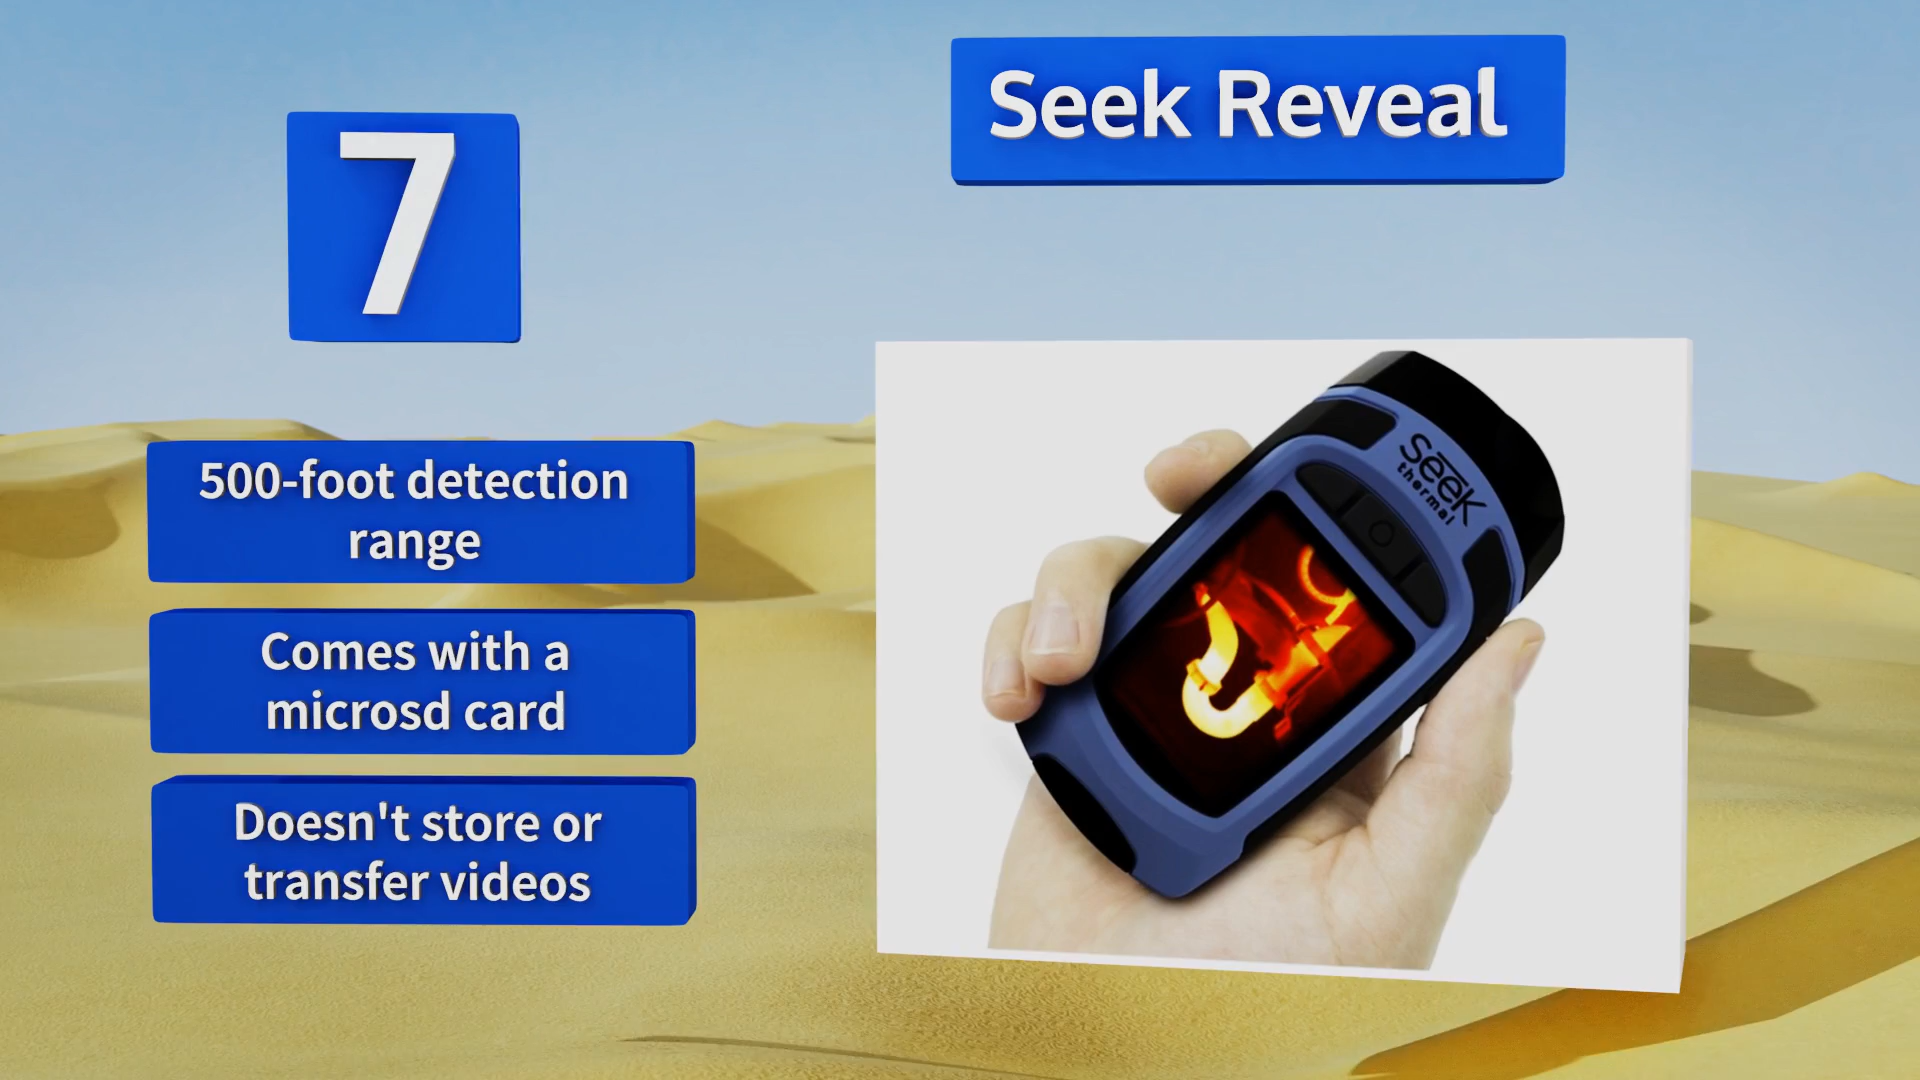 7
Seek Reveal
500-foot detection
range
Comes with a
microsd card
Doesn't store or
transfer videos
Seek
thermal